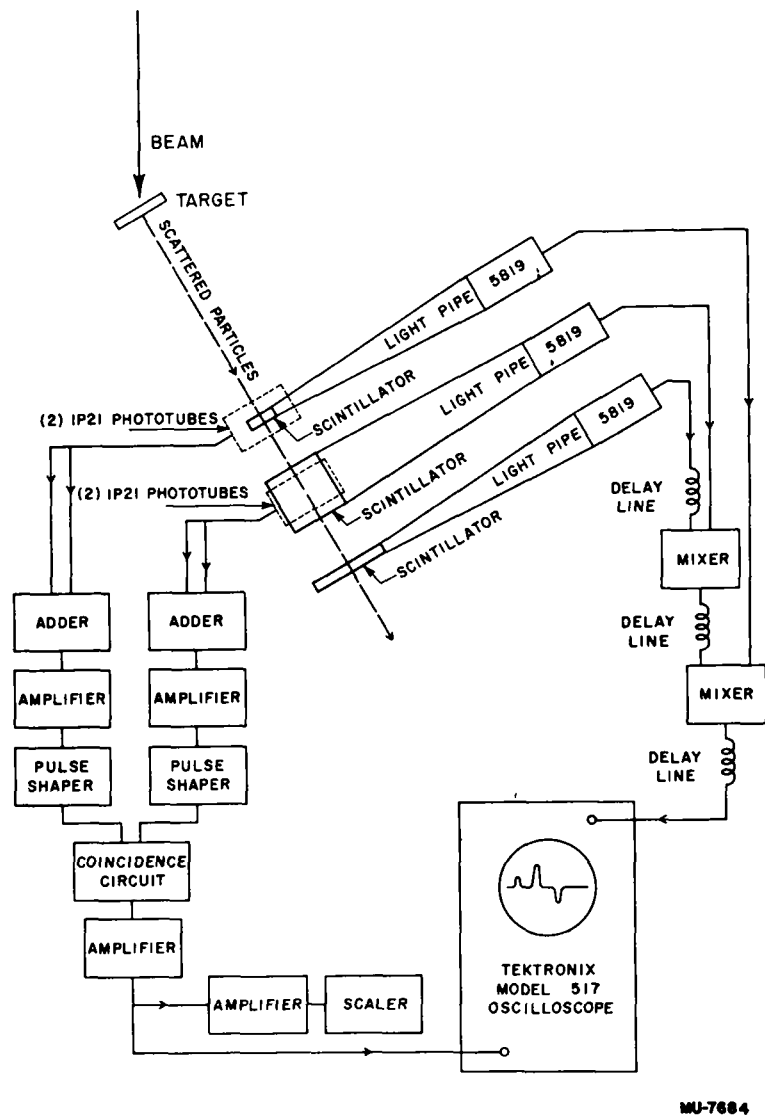 BEAM
TARGET
SCATTERED PARTICLES
LIGHT PIPE
5819
SCINTILLATOR
LIGHT PIPE
5819
SCINTILLATOR
LIGHT PIPE
5819
SCINTILLATOR
(2) IP21 PHOTOTUBES
(2) IP21 PHOTOTUBES
DELAY
LINE
MIXER
DELAY
LINE
MIXER
DELAY
LINE
ADDER
ADDER
AMPLIFIER
AMPLIFIER
PULSE
SHAPER
PULSE
SHAPER
COINCIDENCE
CIRCUIT
AMPLIFIER
AMPLIFIER
SCALER
TEKTRONIX
MODEL 517
OSCILLOSCOPE
MU-7684